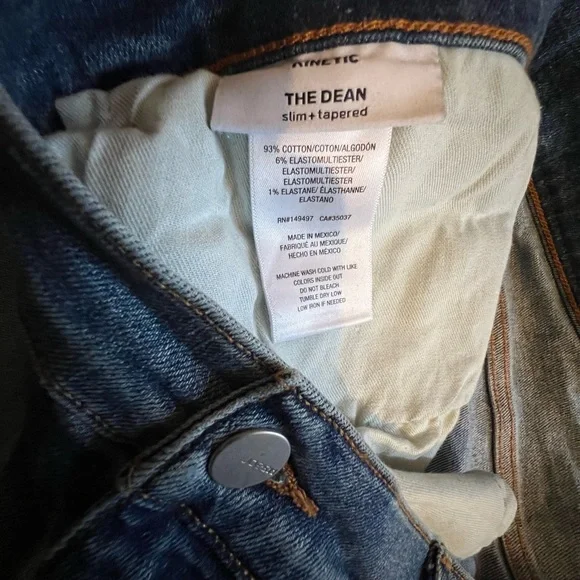 KINETIC
THE DEAN
slim+tapered
93% COTTON/COTON/ALGODÓN
6% ELASTOMULTIESTER/
ELASTOMULTIESTER/
ELASTOMULTIESTER
1% ELASTANE/ ÉLASTHANNE/
ELASTANO
RN#149497 CA#35037
MADE IN MEXICO/
FABRIQUÉ AU MEXIQUE/
HECHO EN MÉXICO
MACHINE WASH COLD WITH LIKE
COLORS INSIDE OUT
DO NOT BLEACH
TUMBLE DRY LOW
LOW IRON IF NEEDED